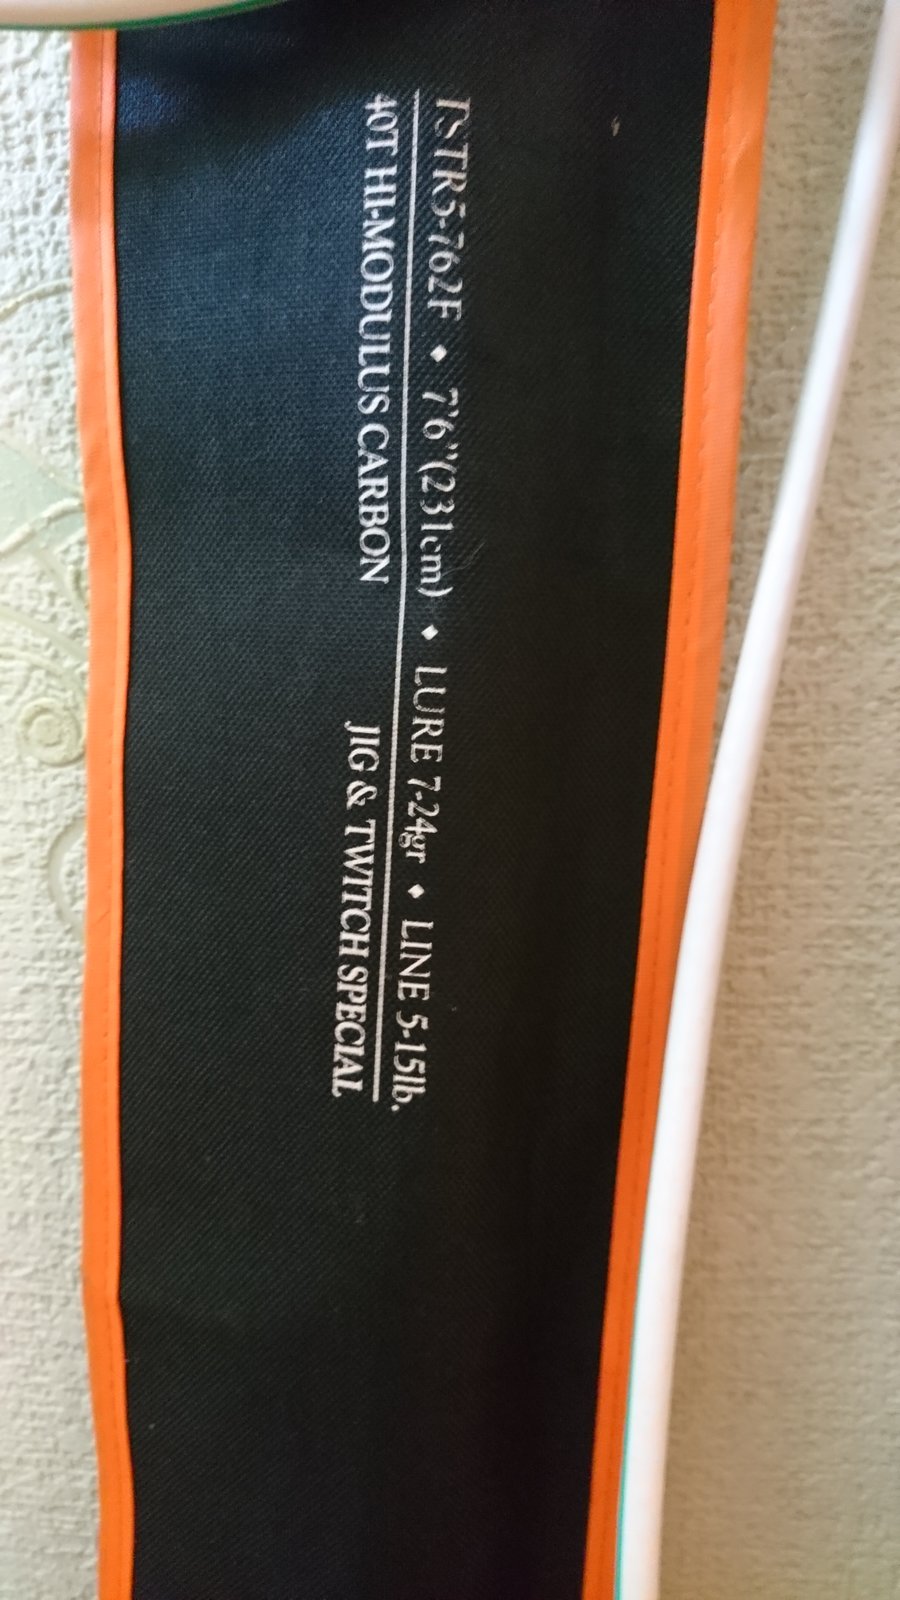 TSTR5-762F ◆ 7'6"(231cm) ◆ LURE 7-24gr ◆ LINE 5-15lb.
40T HI-MODULUS CARBON JIG & TWITCH SPECIAL